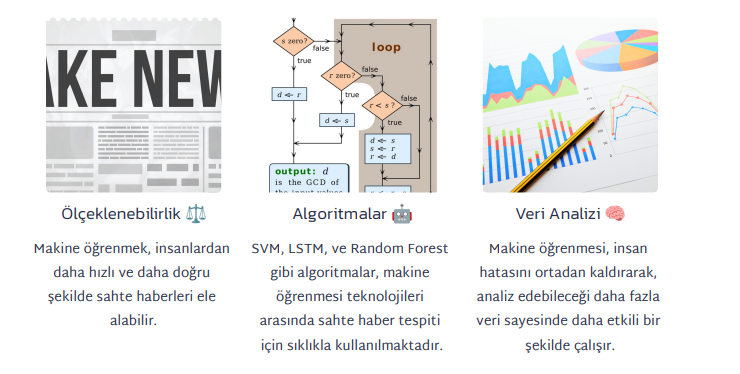 AKE NEW
s zero?
false
true
loop
r zero?
false
true
d <- r
r < s ?
false
true
d <- s
d <- s
s <- r
r <- d
output: d
is the GCD of
Ölçeklenebilirlik ⚖️
Makine öğrenmek, insanlardan
daha hızlı ve daha doğru
şekilde sahte haberleri ele
alabilir.
Algoritmalar 🤖
SVM, LSTM, ve Random Forest
gibi algoritmalar, makine
öğrenmesi teknolojileri
arasında sahte haber tespiti
için sıklıkla kullanılmaktadır.
Veri Analizi 🧠
Makine öğrenmesi, insan
hatasını ortadan kaldırarak,
analiz edebileceği daha fazla
veri sayesinde daha etkili bir
şekilde çalışır.